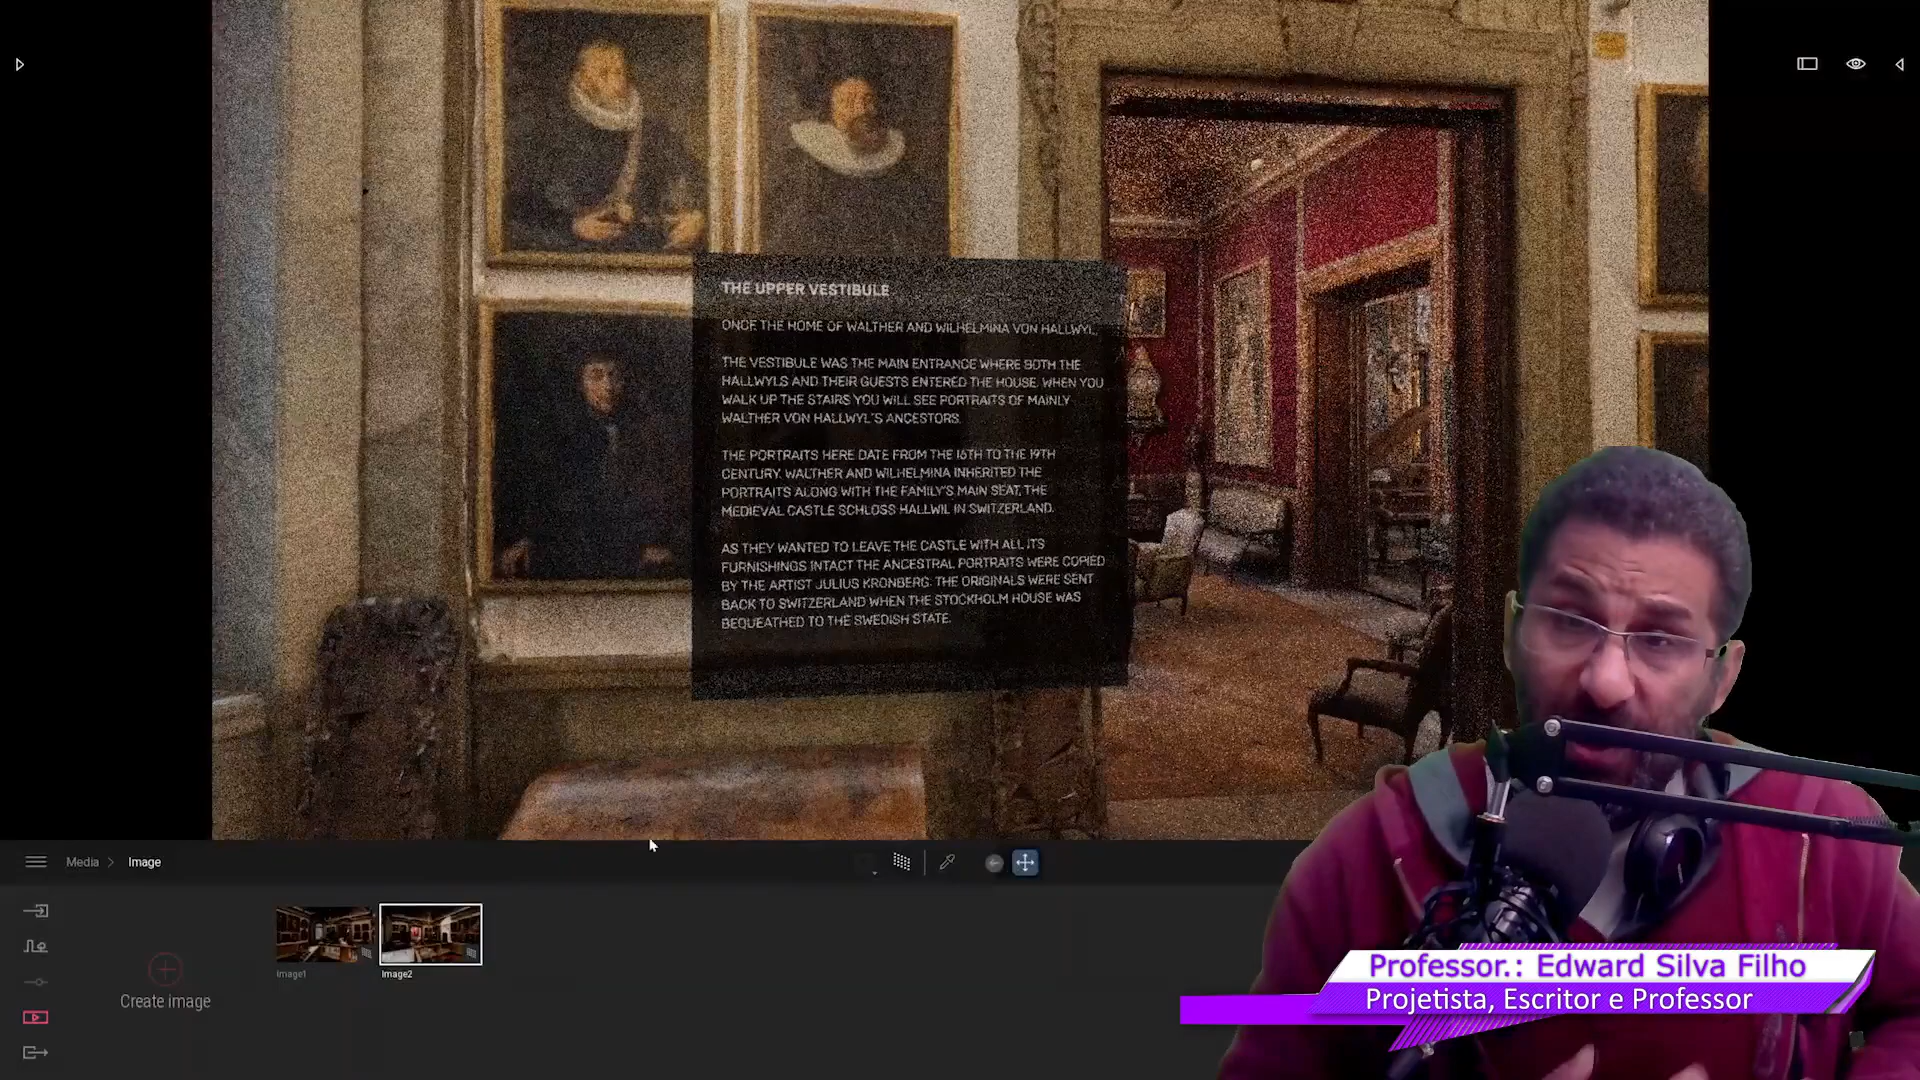 THE UPPER VESTIBULE
ONCE THE HOME OF WALTHER AND WILHELMINA VON HALLWYL.
THE VESTIBULE WAS THE MAIN ENTRANCE WHERE BOTH THE
HALLWYLS AND THEIR GUESTS ENTERED THE HOUSE. WHEN YOU
WALK UP THE STAIRS YOU WILL SEE PORTRAITS OF MAINLY
WALTHER VON HALLWYL'S ANCESTORS.
THE PORTRAITS HERE DATE FROM THE 16TH TO THE 19TH
CENTURY. WALTHER AND WILHELMINA INHERITED THE
PORTRAITS ALONG WITH THE FAMILY'S MAIN SEAT, THE
MEDIEVAL CASTLE SCHLOSS HALLWIL IN SWITZERLAND.
AS THEY WANTED TO LEAVE THE CASTLE WITH ALL ITS
FURNISHINGS INTACT THE ANCESTRAL PORTRAITS WERE COPIED
BY THE ARTIST JULIUS KRONBERG. THE ORIGINALS WERE SENT
BACK TO SWITZERLAND WHEN THE STOCKHOLM HOUSE WAS
BEQUEATHED TO THE SWEDISH STATE.
Media > Image
Create image
Image1
Image2
Professor.: Edward Silva Filho
Projetista, Escritor e Professor